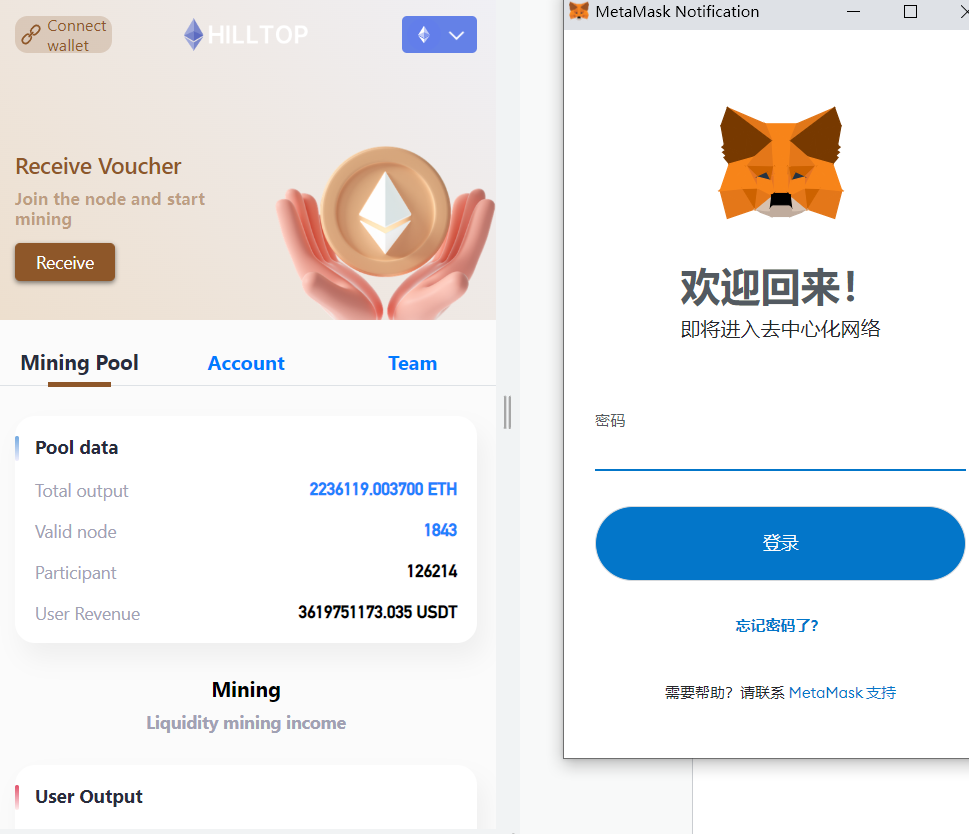 Connect
wallet
HILLTOP
Receive Voucher
Join the node and start
mining
Receive
Mining Pool
Account
Team
Pool data
Total output
2236119.003700 ETH
Valid node
1843
Participant
126214
User Revenue
3619751173.035 USDT
Mining
Liquidity mining income
User Output
MetaMask Notification
欢迎回来！
即将进入去中心化网络
密码
登录
忘记密码了?
需要帮助？请联系 MetaMask 支持